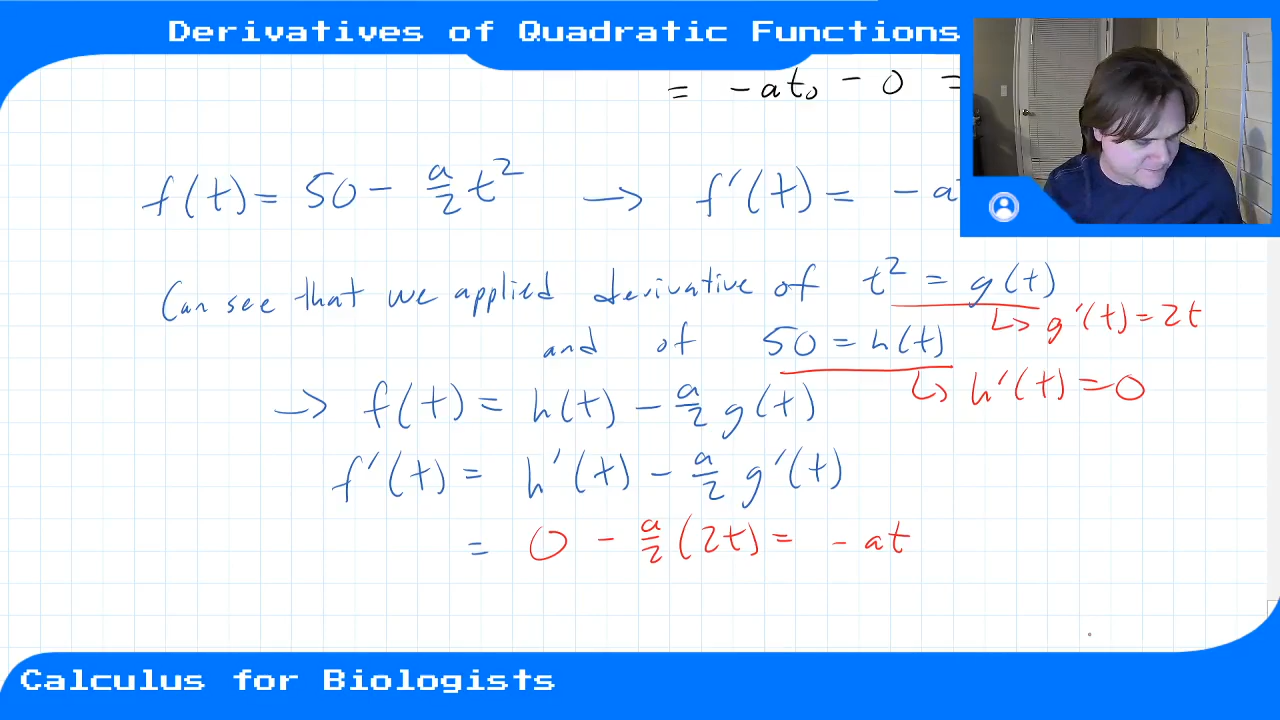 Derivatives of Quadratic Functions
= -at₀ - 0 =
f(t) = 50 - a/2 t² → f'(t) = -a
Can see that we applied derivative of t² = g(t)
↳ g'(t) = 2t
and of 50 = h(t)
↳ h'(t) = 0
→ f(t) = h(t) - a/2 g(t)
f'(t) = h'(t) - a/2 g'(t)
= 0 - a/2 (2t) = -at
Calculus for Biologists